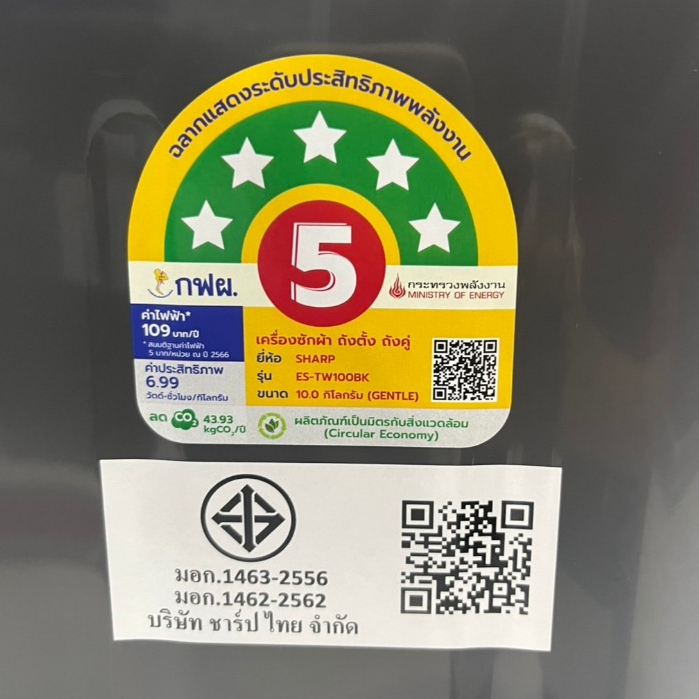 ฉลากแสดงระดับประสิทธิภาพพลังงาน
5
กฟผ.
กระทรวงพลังงาน
MINISTRY OF ENERGY
ค่าไฟฟ้า*
109 บาท/ปี
* สมมติฐานค่าไฟฟ้า
5 บาท/หน่วย ณ ปี 2566
ค่าประสิทธิภาพ
6.99
วัตต์-ชั่วโมง/กิโลกรัม
เครื่องซักผ้า ถังตั้ง ถังคู่
ยี่ห้อ SHARP
รุ่น ES-TW100BK
ขนาด 10.0 กิโลกรัม (GENTLE)
ลด CO2 43.93
kgCO2/ปี
ผลิตภัณฑ์เป็นมิตรกับสิ่งแวดล้อม
(Circular Economy)
มอก.1463-2556
มอก.1462-2562
บริษัท ชาร์ป ไทย จำกัด